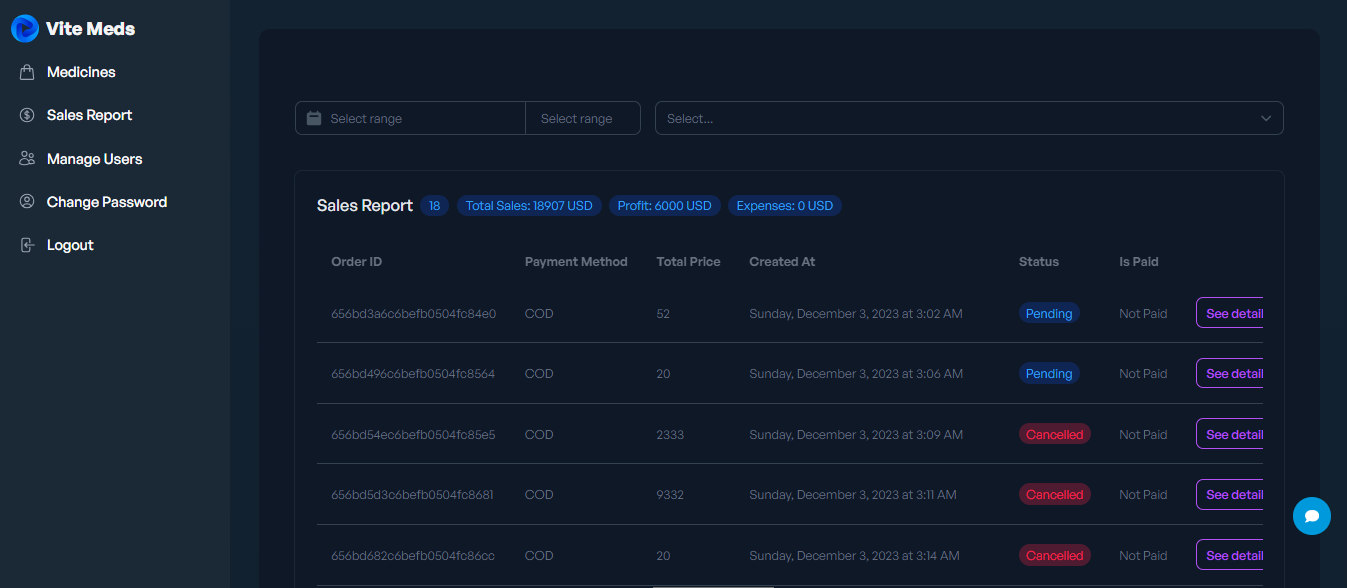 Vite Meds
Medicines
Sales Report
Manage Users
Change Password
Logout
Select range Select range Select...
Sales Report 18 Total Sales: 18907 USD Profit: 6000 USD Expenses: 0 USD
Order ID Payment Method Total Price Created At Status Is Paid
656bd3a6c6befb0504fc84e0 COD 52 Sunday, December 3, 2023 at 3:02 AM Pending Not Paid See detail
656bd496c6befb0504fc8564 COD 20 Sunday, December 3, 2023 at 3:06 AM Pending Not Paid See detail
656bd54ec6befb0504fc85e5 COD 2333 Sunday, December 3, 2023 at 3:09 AM Cancelled Not Paid See detail
656bd5d3c6befb0504fc8681 COD 9332 Sunday, December 3, 2023 at 3:11 AM Cancelled Not Paid See detail
656bd682c6befb0504fc86cc COD 20 Sunday, December 3, 2023 at 3:14 AM Cancelled Not Paid See detail